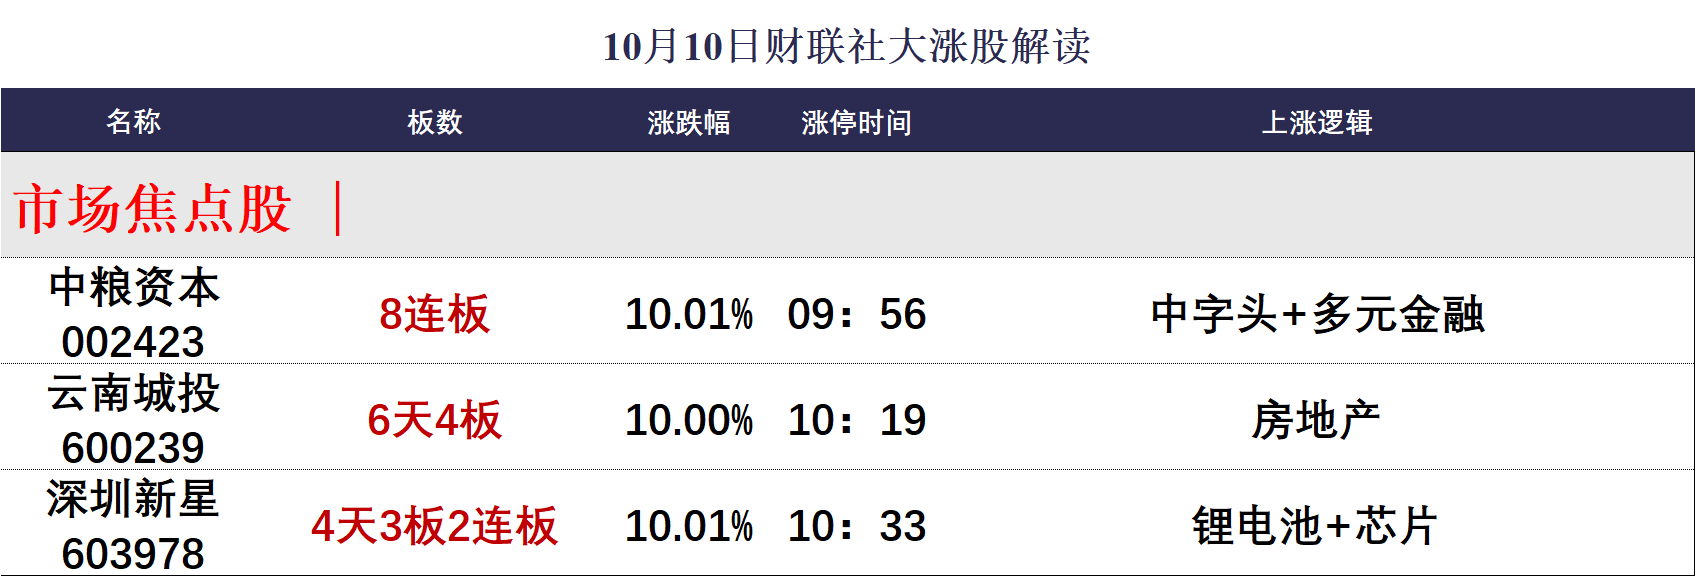 10月10日财联社大涨股解读
名称 板数 涨跌幅 涨停时间 上涨逻辑
市场焦点股 |
中粮资本
002423 8连板 10.01% 09：56 中字头+多元金融
云南城投
600239 6天4板 10.00% 10：19 房地产
深圳新星
603978 4天3板2连板 10.01% 10：33 锂电池+芯片